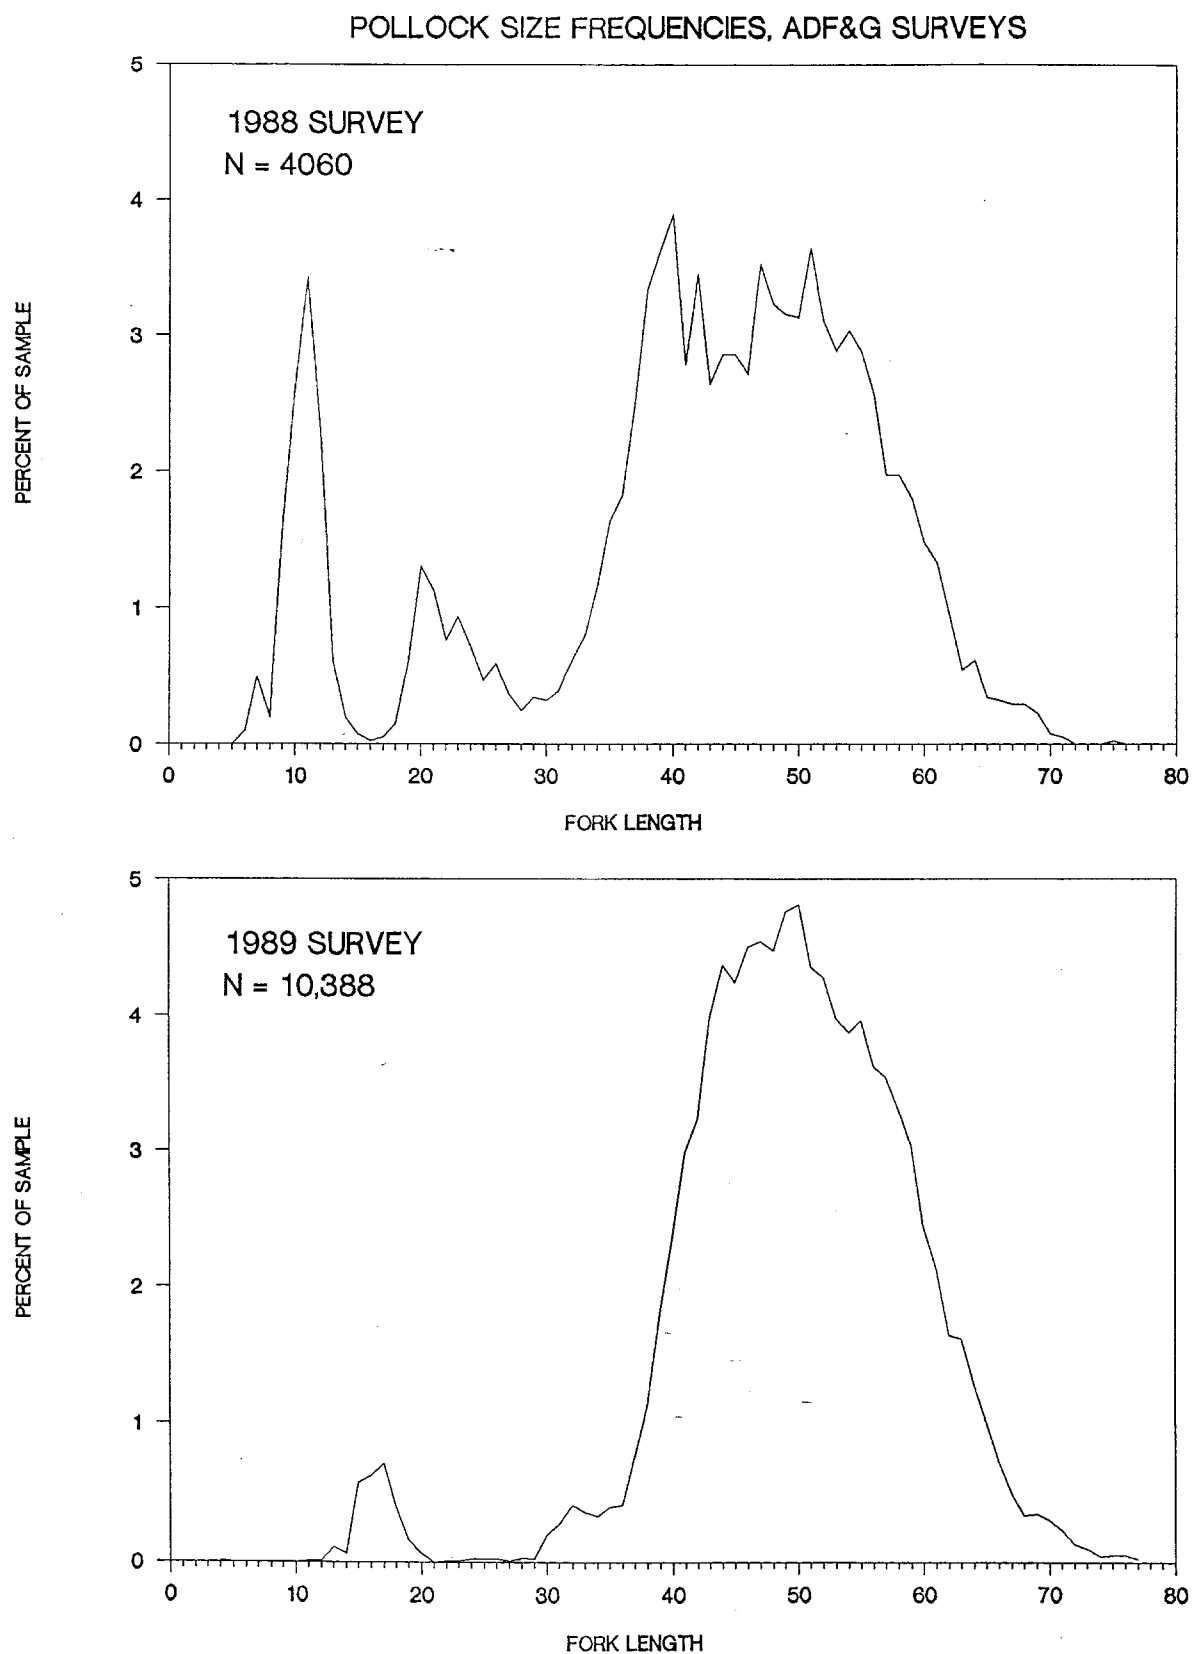 POLLOCK SIZE FREQUENCIES, ADF&G SURVEYS
5
1988 SURVEY
N = 4060
4
3
2
1
0
PERCENT OF SAMPLE
0 10 20 30 40 50 60 70 80
FORK LENGTH
5
1989 SURVEY
N = 10,388
4
3
2
1
0
PERCENT OF SAMPLE
0 10 20 30 40 50 60 70 80
FORK LENGTH